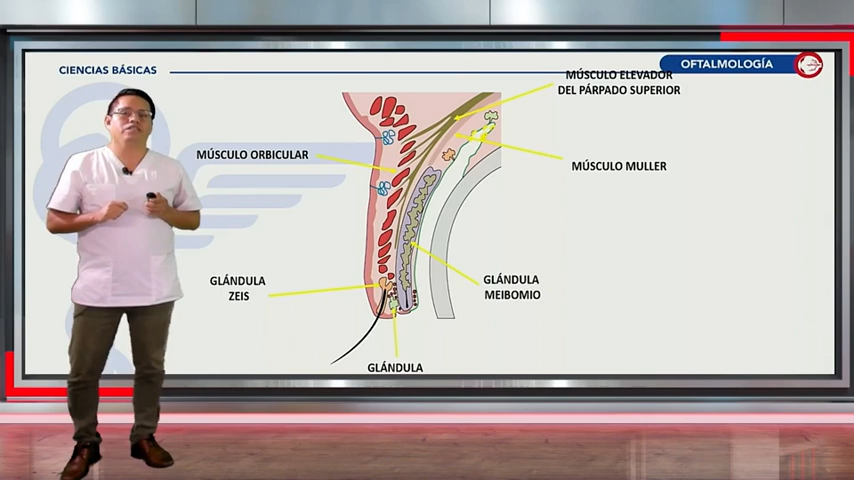 CIENCIAS BÁSICAS
OFTALMOLOGÍA
MÚSCULO ELEVADOR
DEL PÁRPADO SUPERIOR
MÚSCULO ORBICULAR
MÚSCULO MULLER
GLÁNDULA
ZEIS
GLÁNDULA
MEIBOMIO
GLÁNDULA